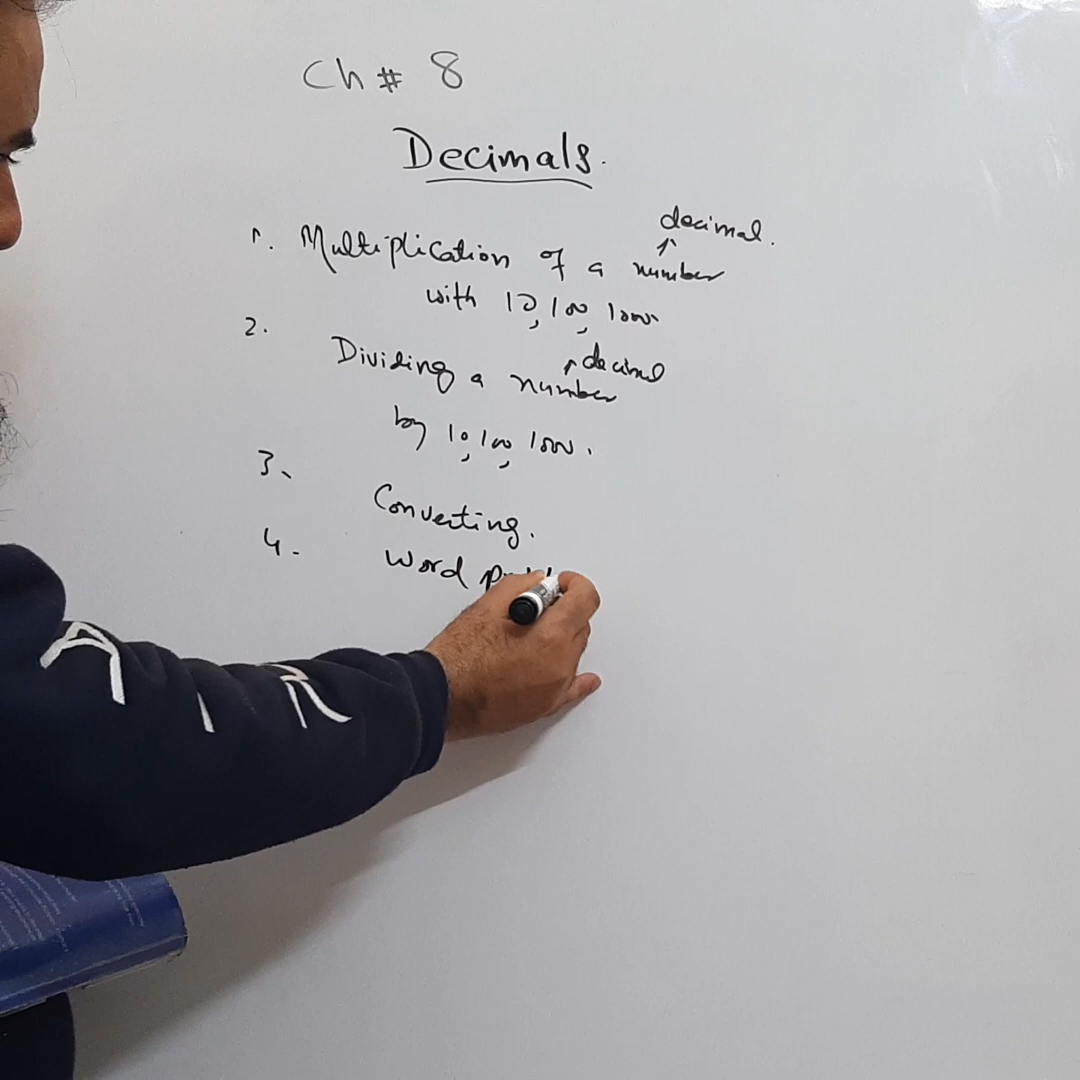 Ch # 8
Decimals.
decimal.
1. Multiplication of a ↑ number
with 10, 100, 1000.
2. Dividing a number ↑ decimal
by 10, 100, 1000.
3. Converting.
4. Word